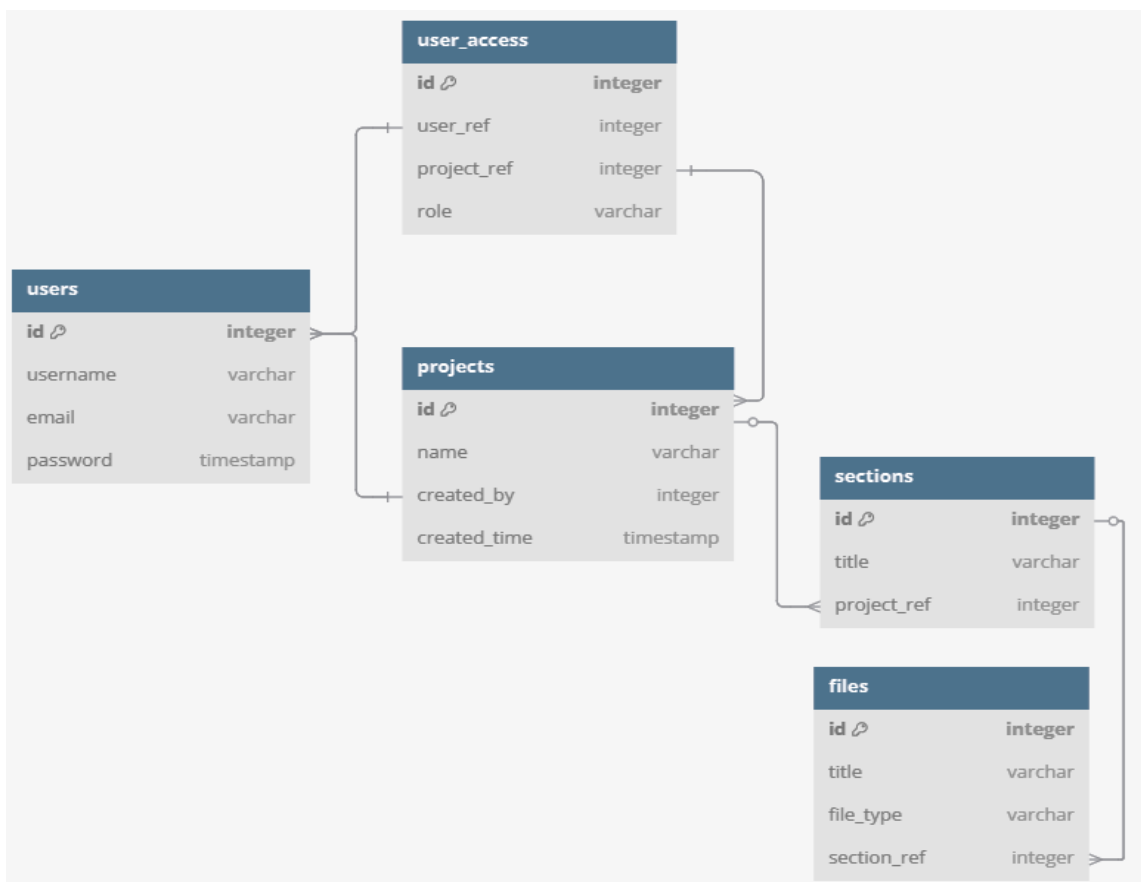 user_access
id integer
user_ref integer
project_ref integer
role varchar
users
id integer
username varchar
email varchar
password timestamp
projects
id integer
name varchar
created_by integer
created_time timestamp
sections
id integer
title varchar
project_ref integer
files
id integer
title varchar
file_type varchar
section_ref integer